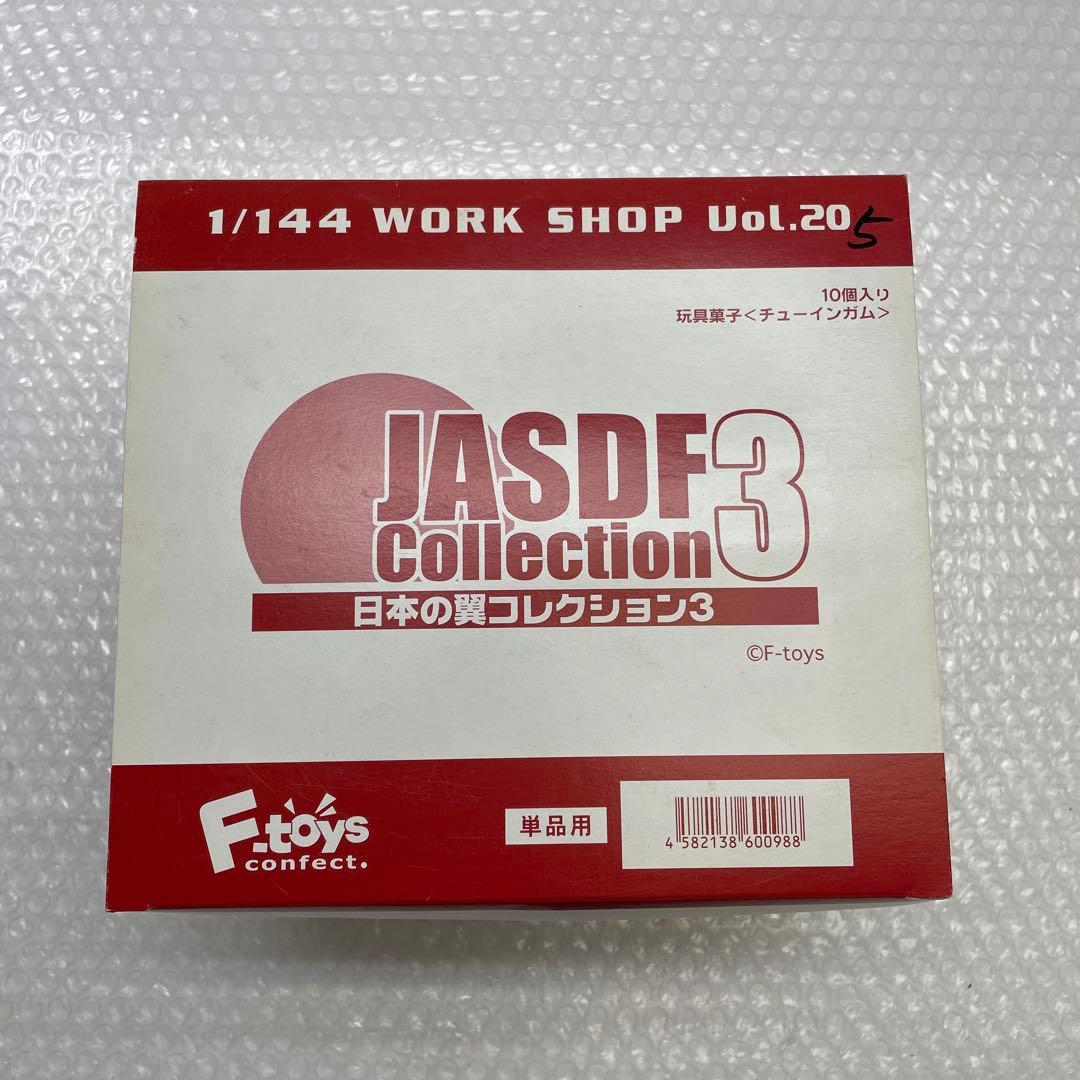 1/144 WORK SHOP Vol.20 5
10個入り
玩具菓子<チューインガム>
JASDF
Collection 3
日本の翼コレクション3
©F-toys
F-toys
confect.
単品用
4 582138 600988